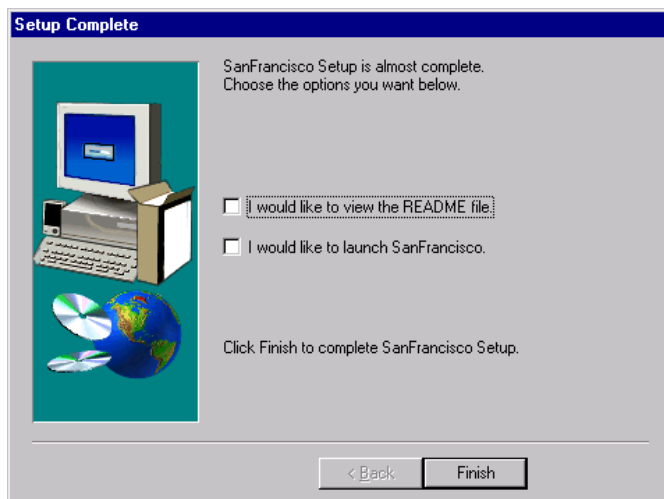 Setup Complete
SanFrancisco Setup is almost complete.
Choose the options you want below.
I would like to view the README file.
I would like to launch SanFrancisco.
Click Finish to complete SanFrancisco Setup.
< Back
Finish